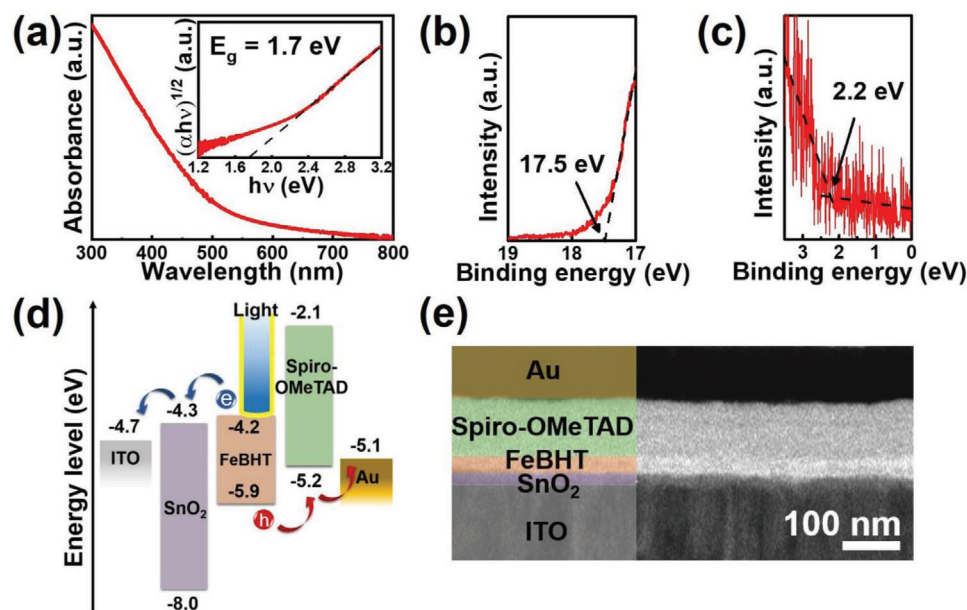 (a)
Absorbance (a.u.)
300 400 500 600 700 800
Wavelength (nm)
E_g = 1.7 eV
(αhν)^1/2 (a.u.)
1.2 1.6 2.0 2.4 2.8 3.2
hν (eV)
(b)
Intensity (a.u.)
17.5 eV
19 18 17
Binding energy (eV)
(c)
Intensity (a.u.)
2.2 eV
3 2 1 0
Binding energy (eV)
(d)
Energy level (eV)
Light
-2.1
Spiro-
OMeTAD
e
-4.7
-4.3
-4.2
ITO
SnO₂
FeBHT
-5.9
-5.2
-5.1
Au
h
-8.0
(e)
Au
Spiro-OMeTAD
FeBHT
SnO₂
ITO
100 nm